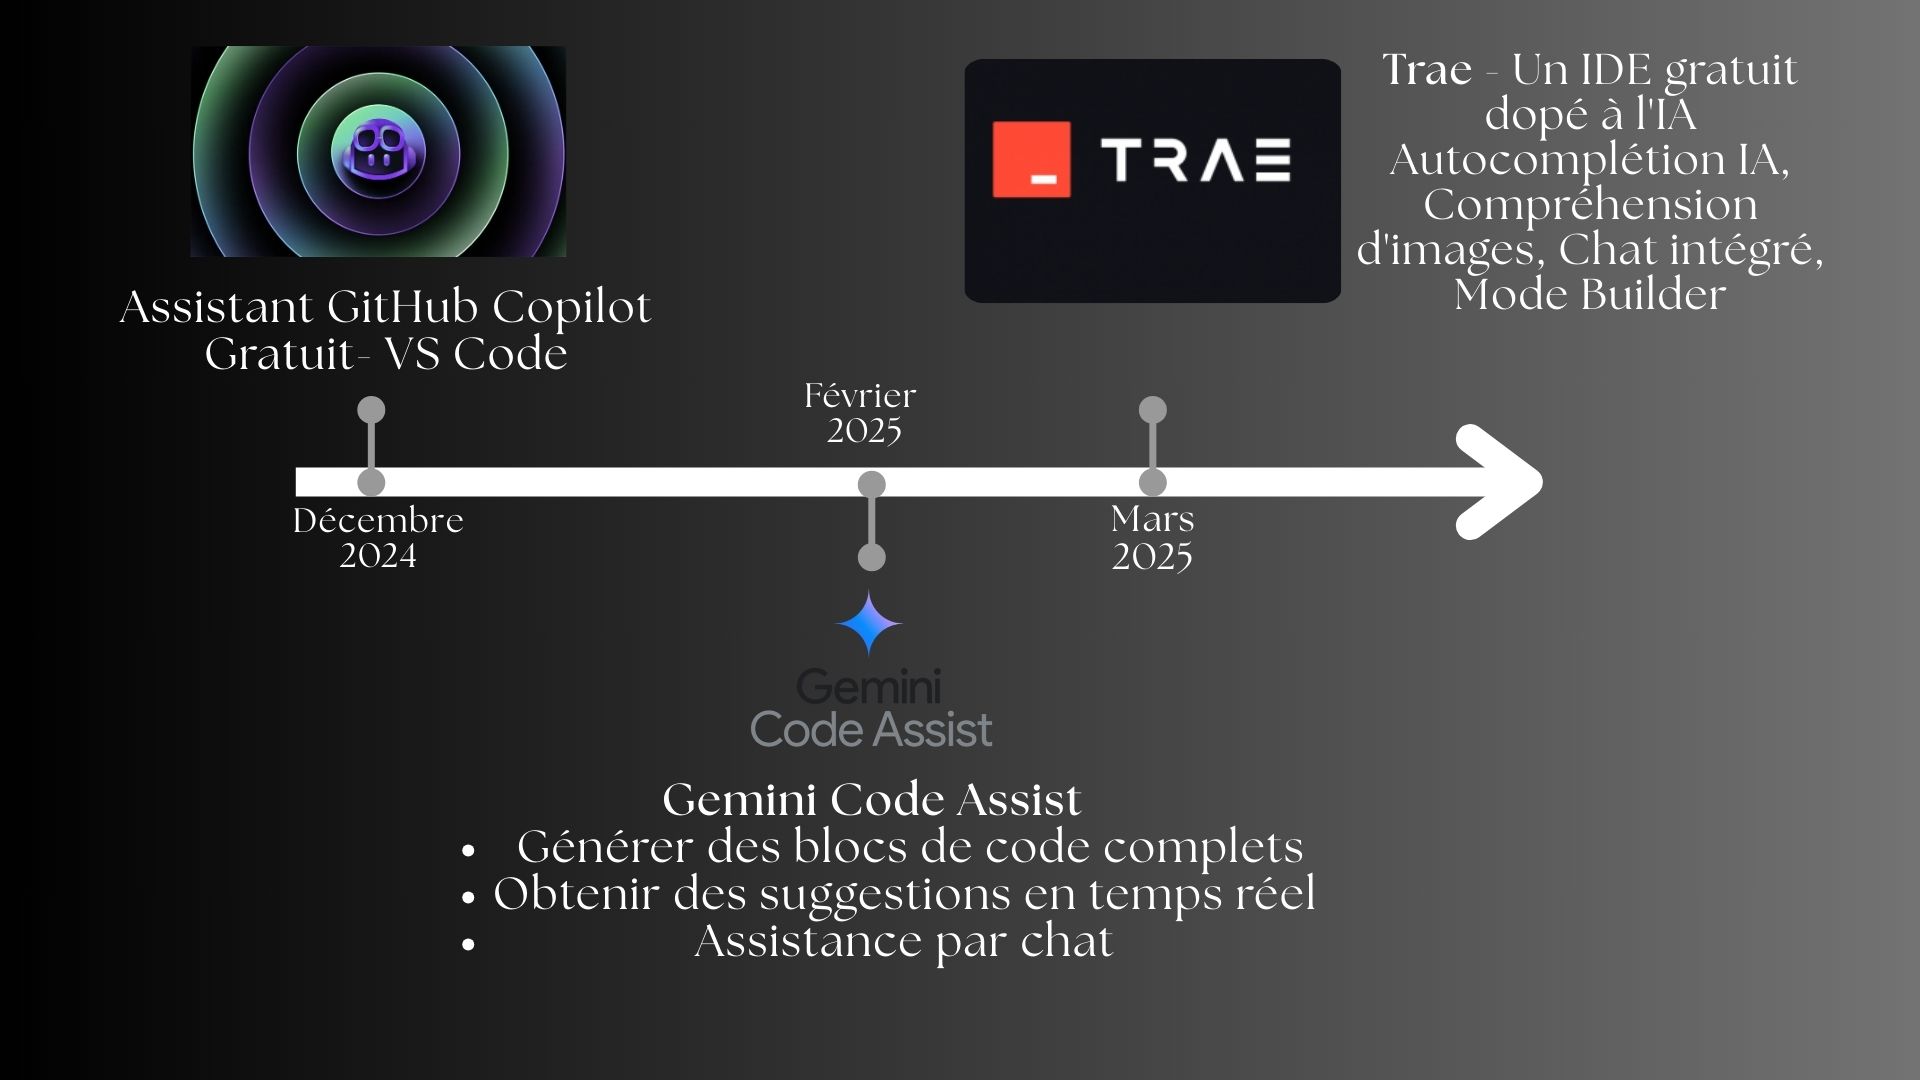 TRAE
Trae - Un IDE gratuit
dopé à l'IA
Autocomplétion IA,
Compréhension
d'images, Chat intégré,
Mode Builder
Assistant GitHub Copilot
Gratuit- VS Code
Février
2025
Décembre
2024
Mars
2025
Gemini
Code Assist
Gemini Code Assist
• Générer des blocs de code complets
• Obtenir des suggestions en temps réel
• Assistance par chat